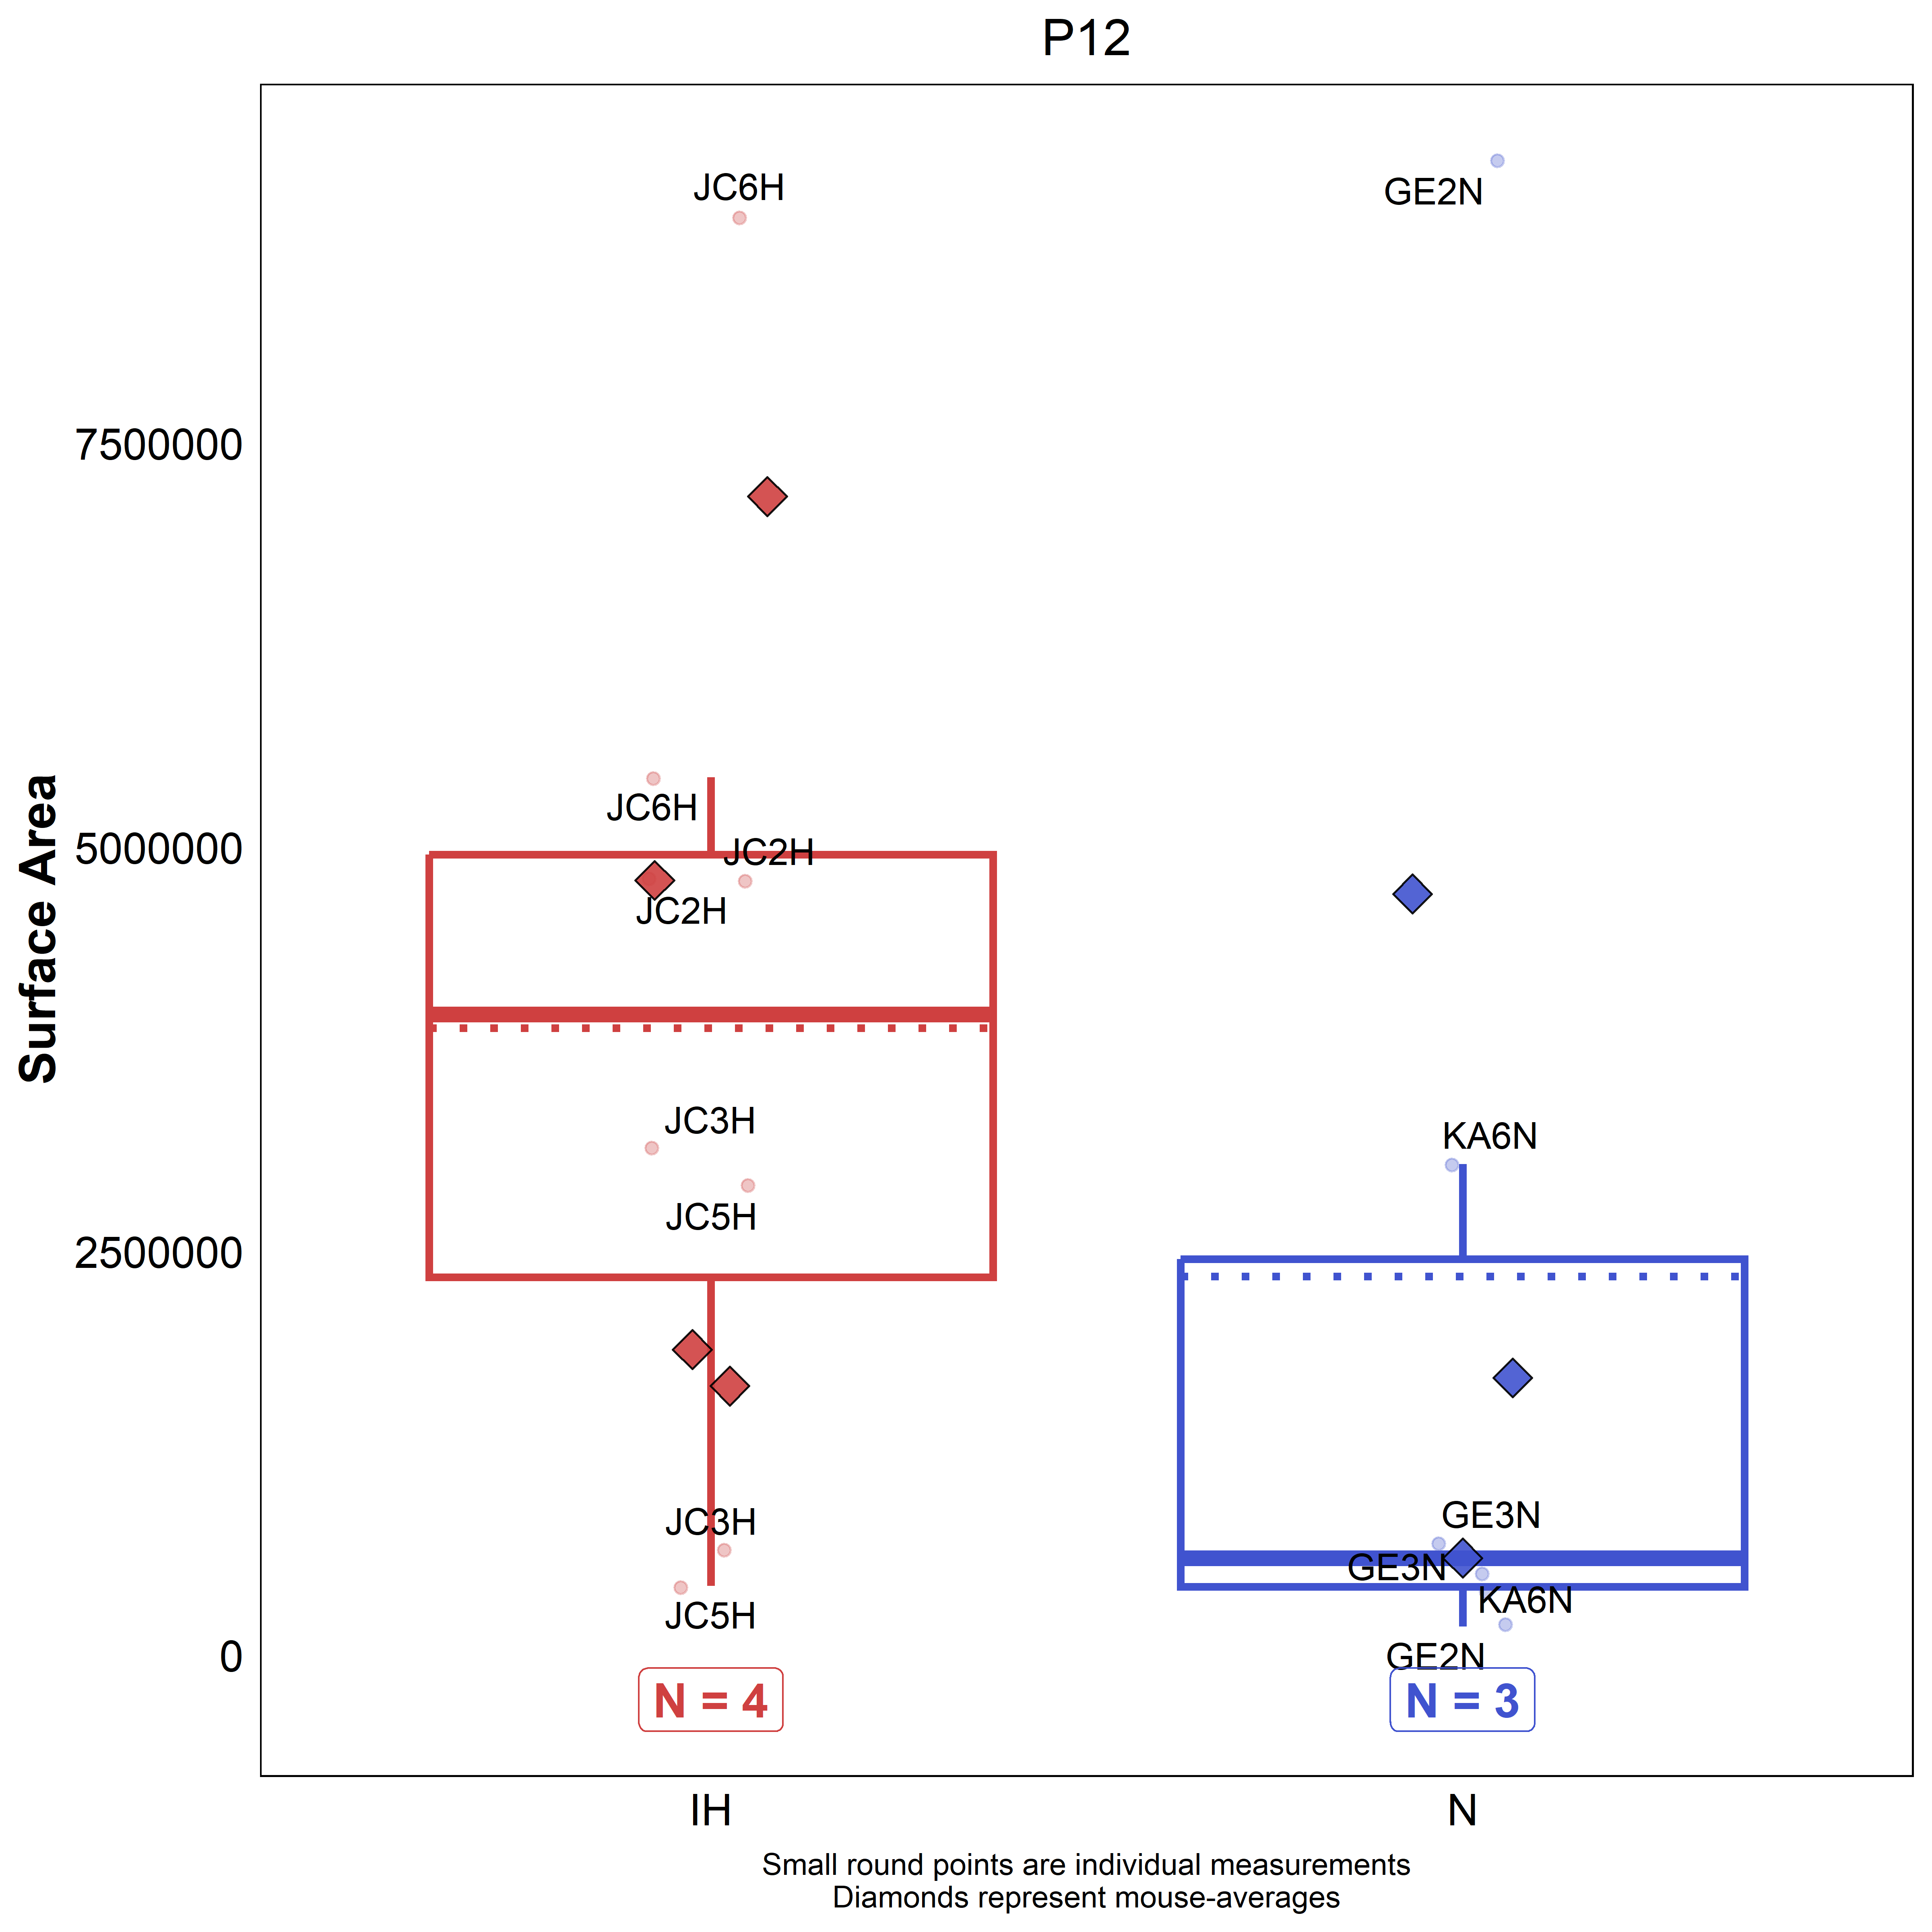 P12
Surface Area
7500000
5000000
2500000
0
JC6H
GE2N
JC6H
JC2H
JC2H
JC3H
KA6N
JC5H
GE3N
JC3H
GE3N
KA6N
JC5H
GE2N
N = 4
N = 3
IH
N
Small round points are individual measurements
Diamonds represent mouse-averages